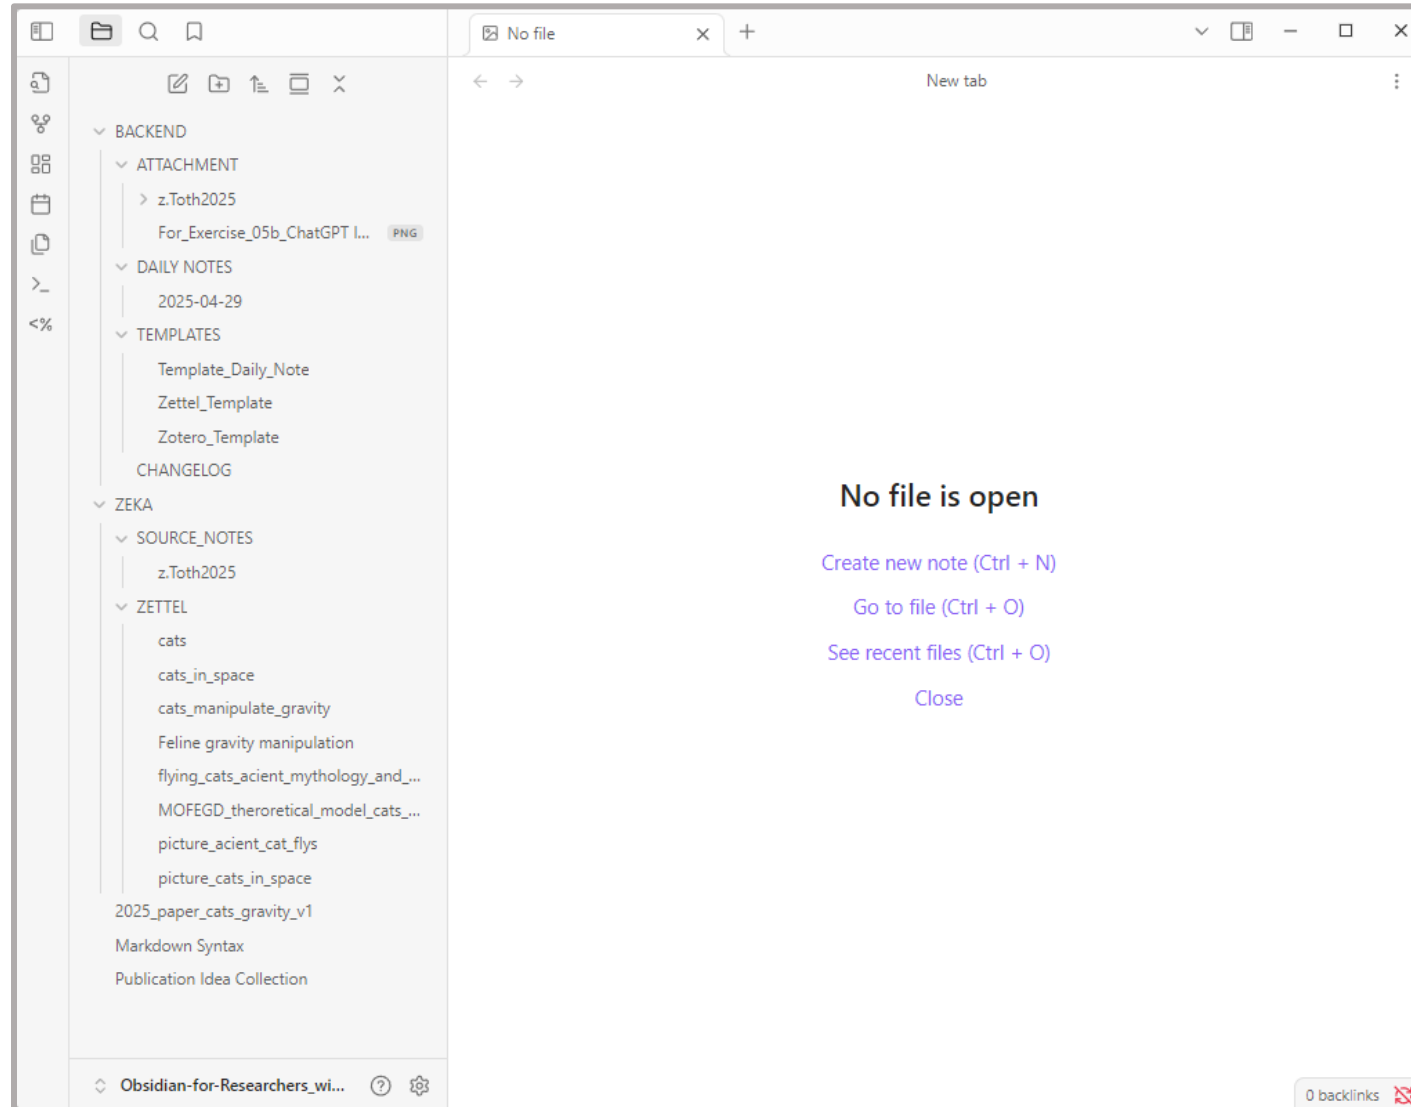 No file
New tab
BACKEND
ATTACHMENT
z.Toth2025
For_Exercise_05b_ChatGPT I... PNG
DAILY NOTES
2025-04-29
TEMPLATES
Template_Daily_Note
Zettel_Template
Zotero_Template
CHANGELOG
ZEKA
SOURCE_NOTES
z.Toth2025
ZETTEL
cats
cats_in_space
cats_manipulate_gravity
Feline gravity manipulation
flying_cats_acient_mythology_and_...
MOFEGD_theroretical_model_cats_...
picture_acient_cat_flys
picture_cats_in_space
2025_paper_cats_gravity_v1
Markdown Syntax
Publication Idea Collection
Obsidian-for-Researchers_wi...
No file is open
Create new note (Ctrl + N)
Go to file (Ctrl + O)
See recent files (Ctrl + O)
Close
0 backlinks